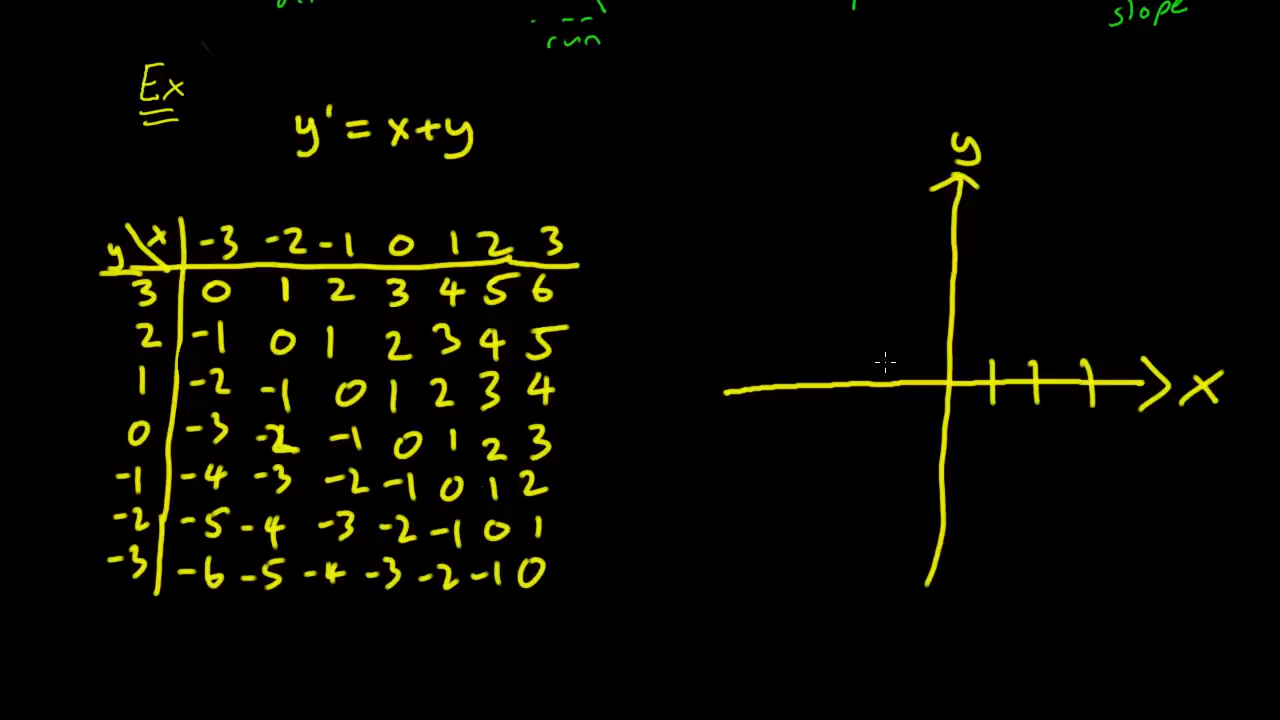 run
slope
Ex
y' = x+y
y
y \ x -3 -2 -1 0 1 2 3
3 0 1 2 3 4 5 6
2 -1 0 1 2 3 4 5
1 -2 -1 0 1 2 3 4
0 -3 -2 -1 0 1 2 3
-1 -4 -3 -2 -1 0 1 2
-2 -5 -4 -3 -2 -1 0 1
-3 -6 -5 -4 -3 -2 -1 0
x